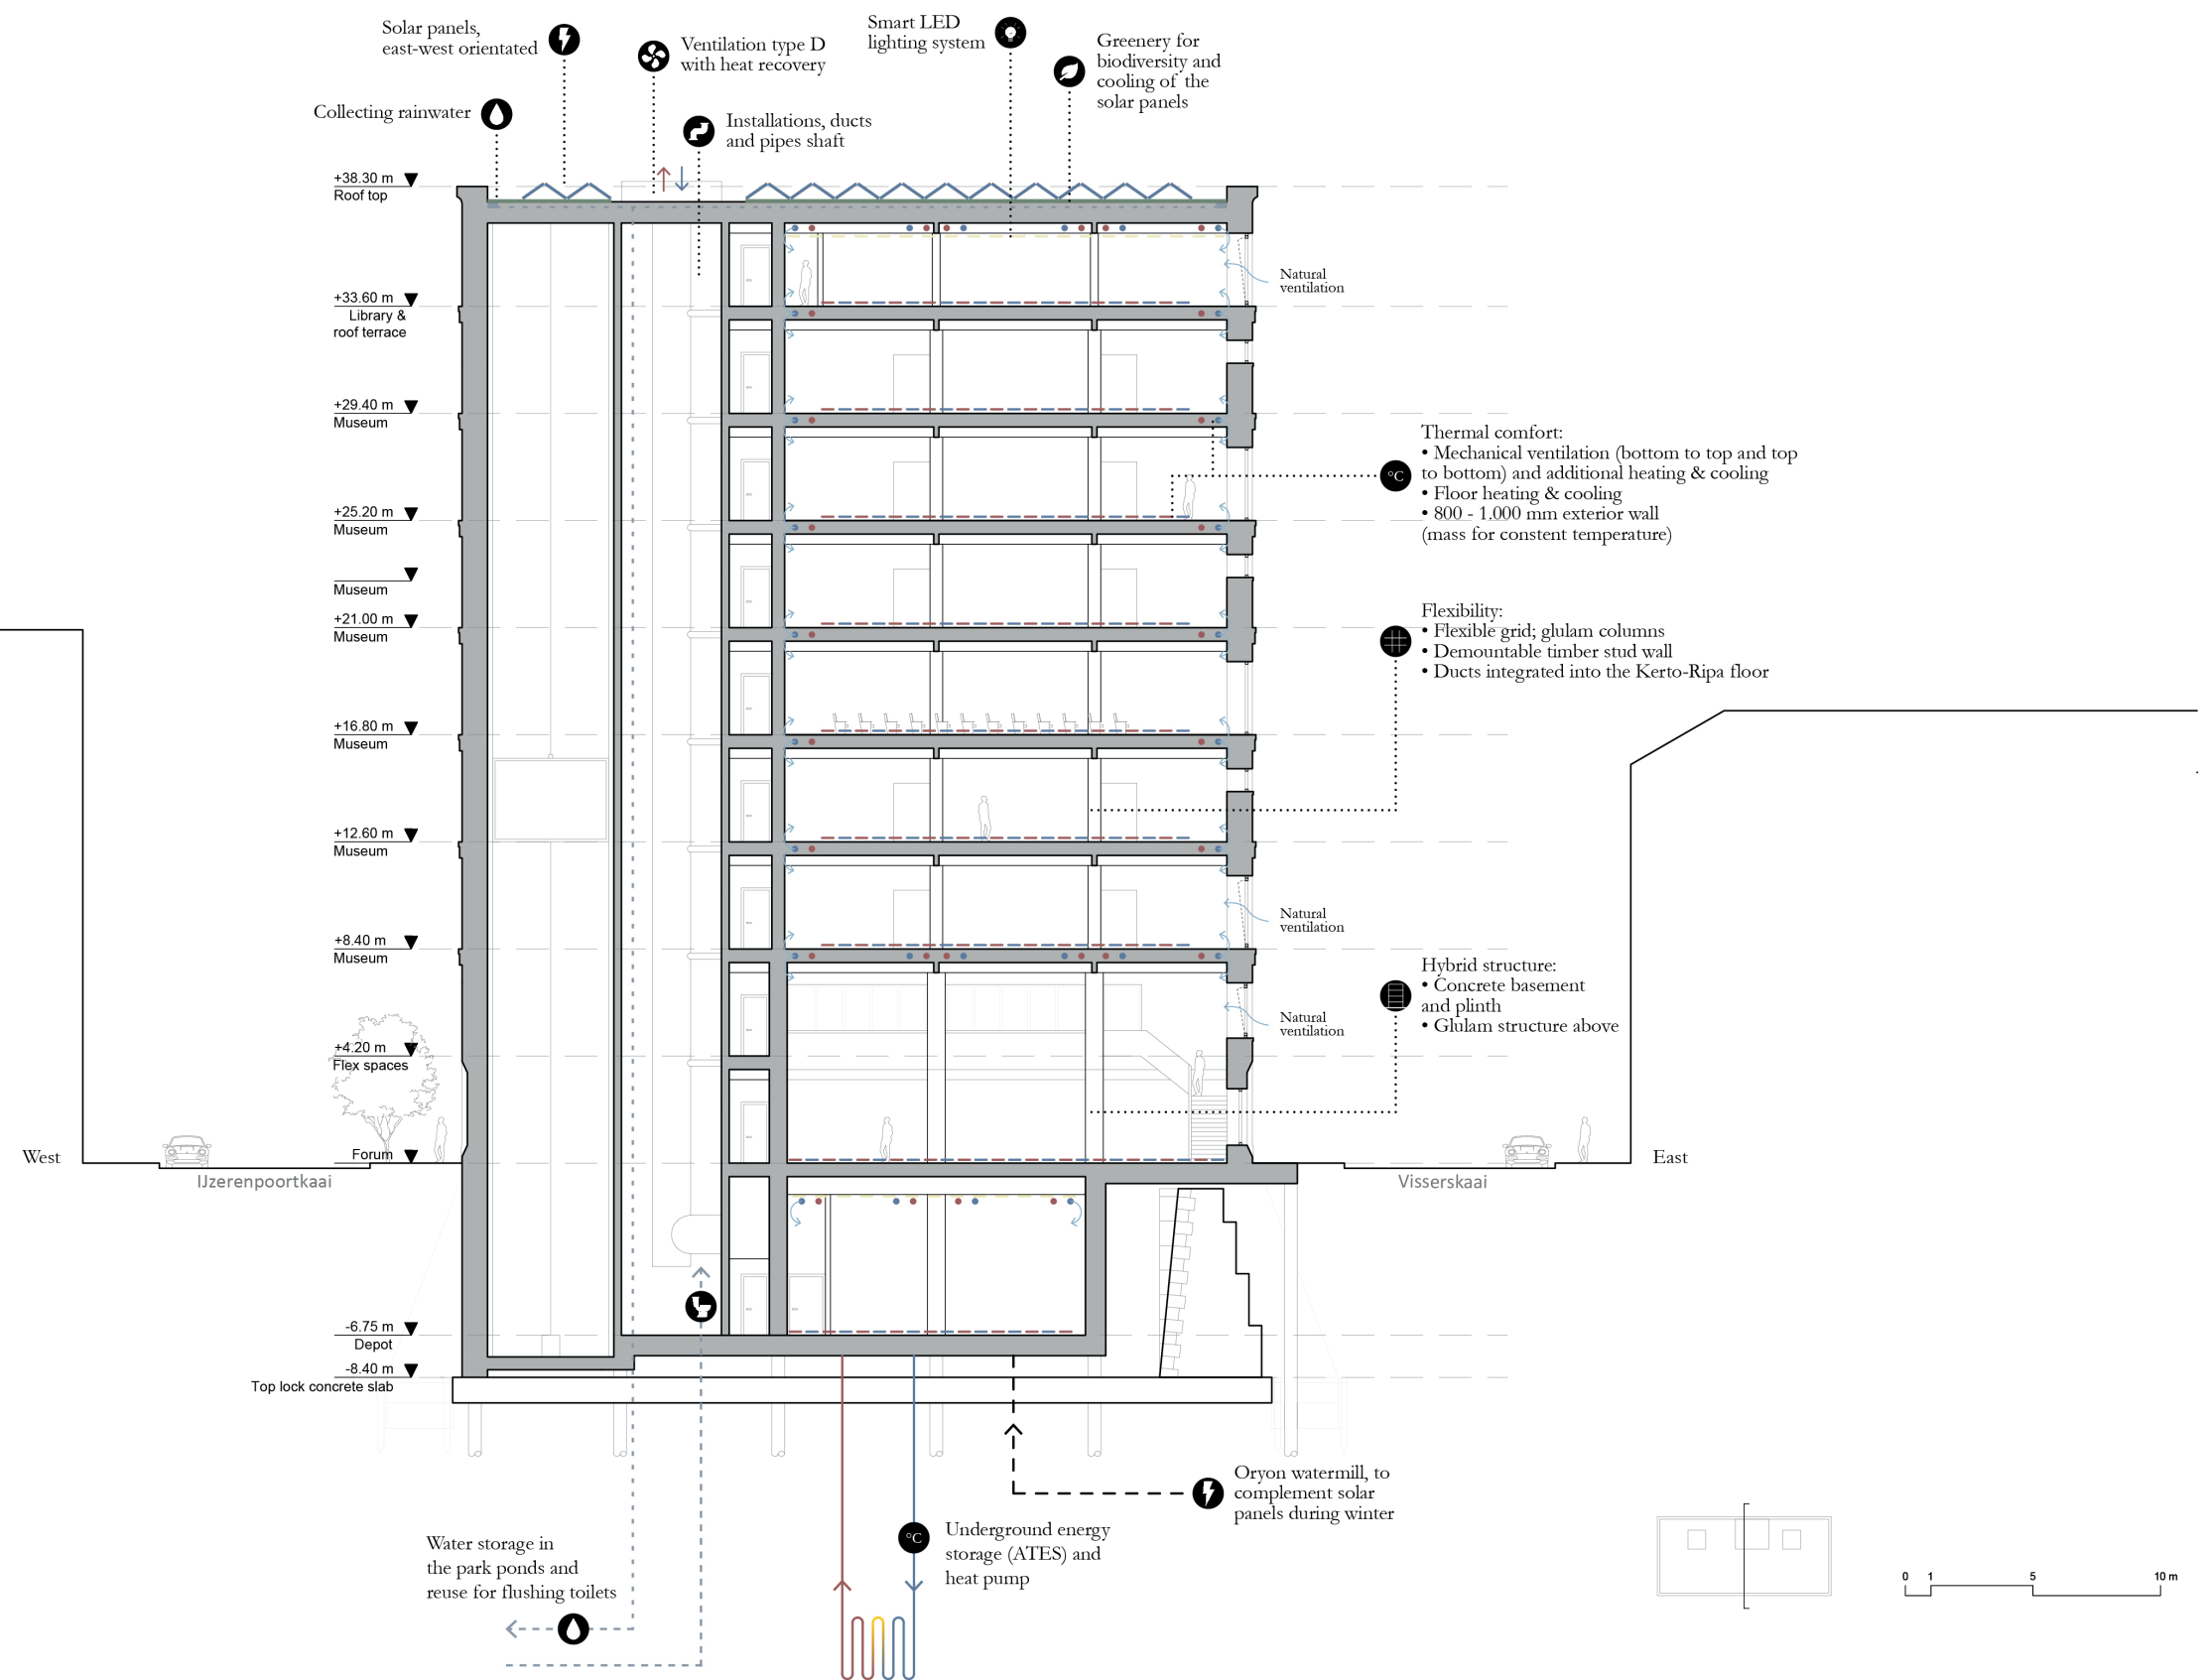 Solar panels,
east-west orientated
Ventilation type D
with heat recovery
Smart LED
lighting system
Greenery for
biodiversity and
cooling of the
solar panels
Collecting rainwater
Installations, ducts
and pipes shaft
+38.30 m
Roof top
Natural
ventilation
+33.60 m
Library &
roof terrace
+29.40 m
Museum
Thermal comfort:
• Mechanical ventilation (bottom to top and top
to bottom) and additional heating & cooling
• Floor heating & cooling
• 800 - 1.000 mm exterior wall
(mass for constent temperature)
°C
+25.20 m
Museum
Museum
+21.00 m
Museum
Flexibility:
• Flexible grid; glulam columns
• Demountable timber stud wall
• Ducts integrated into the Kerto-Ripa floor
+16.80 m
Museum
+12.60 m
Museum
Natural
ventilation
+8.40 m
Museum
Hybrid structure:
• Concrete basement
and plinth
• Glulam structure above
Natural
ventilation
+4.20 m
Flex spaces
Forum
West
East
IJzerenpoortkaai
Visserskaai
-6.75 m
Depot
-8.40 m
Top lock concrete slab
Oryon watermill, to
complement solar
panels during winter
°C
Underground energy
storage (ATES) and
heat pump
Water storage in
the park ponds and
reuse for flushing toilets
0 1 5 10 m